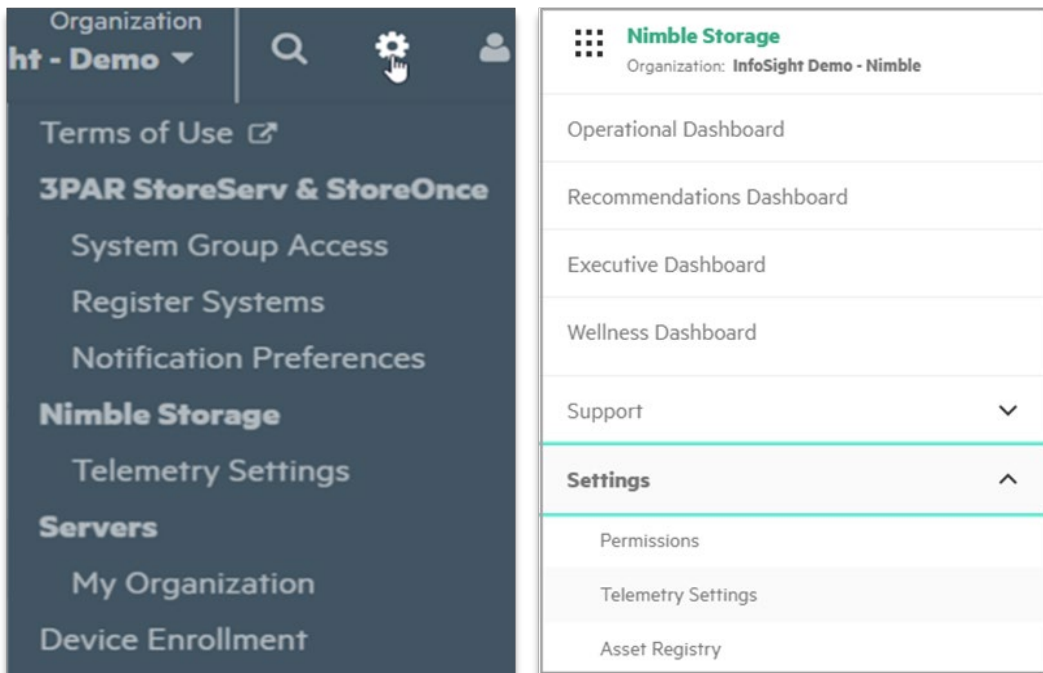 Organization
ht - Demo
Terms of Use
3PAR StoreServ & StoreOnce
System Group Access
Register Systems
Notification Preferences
Nimble Storage
Telemetry Settings
Servers
My Organization
Device Enrollment
Nimble Storage
Organization: InfoSight Demo - Nimble
Operational Dashboard
Recommendations Dashboard
Executive Dashboard
Wellness Dashboard
Support
Settings
Permissions
Telemetry Settings
Asset Registry